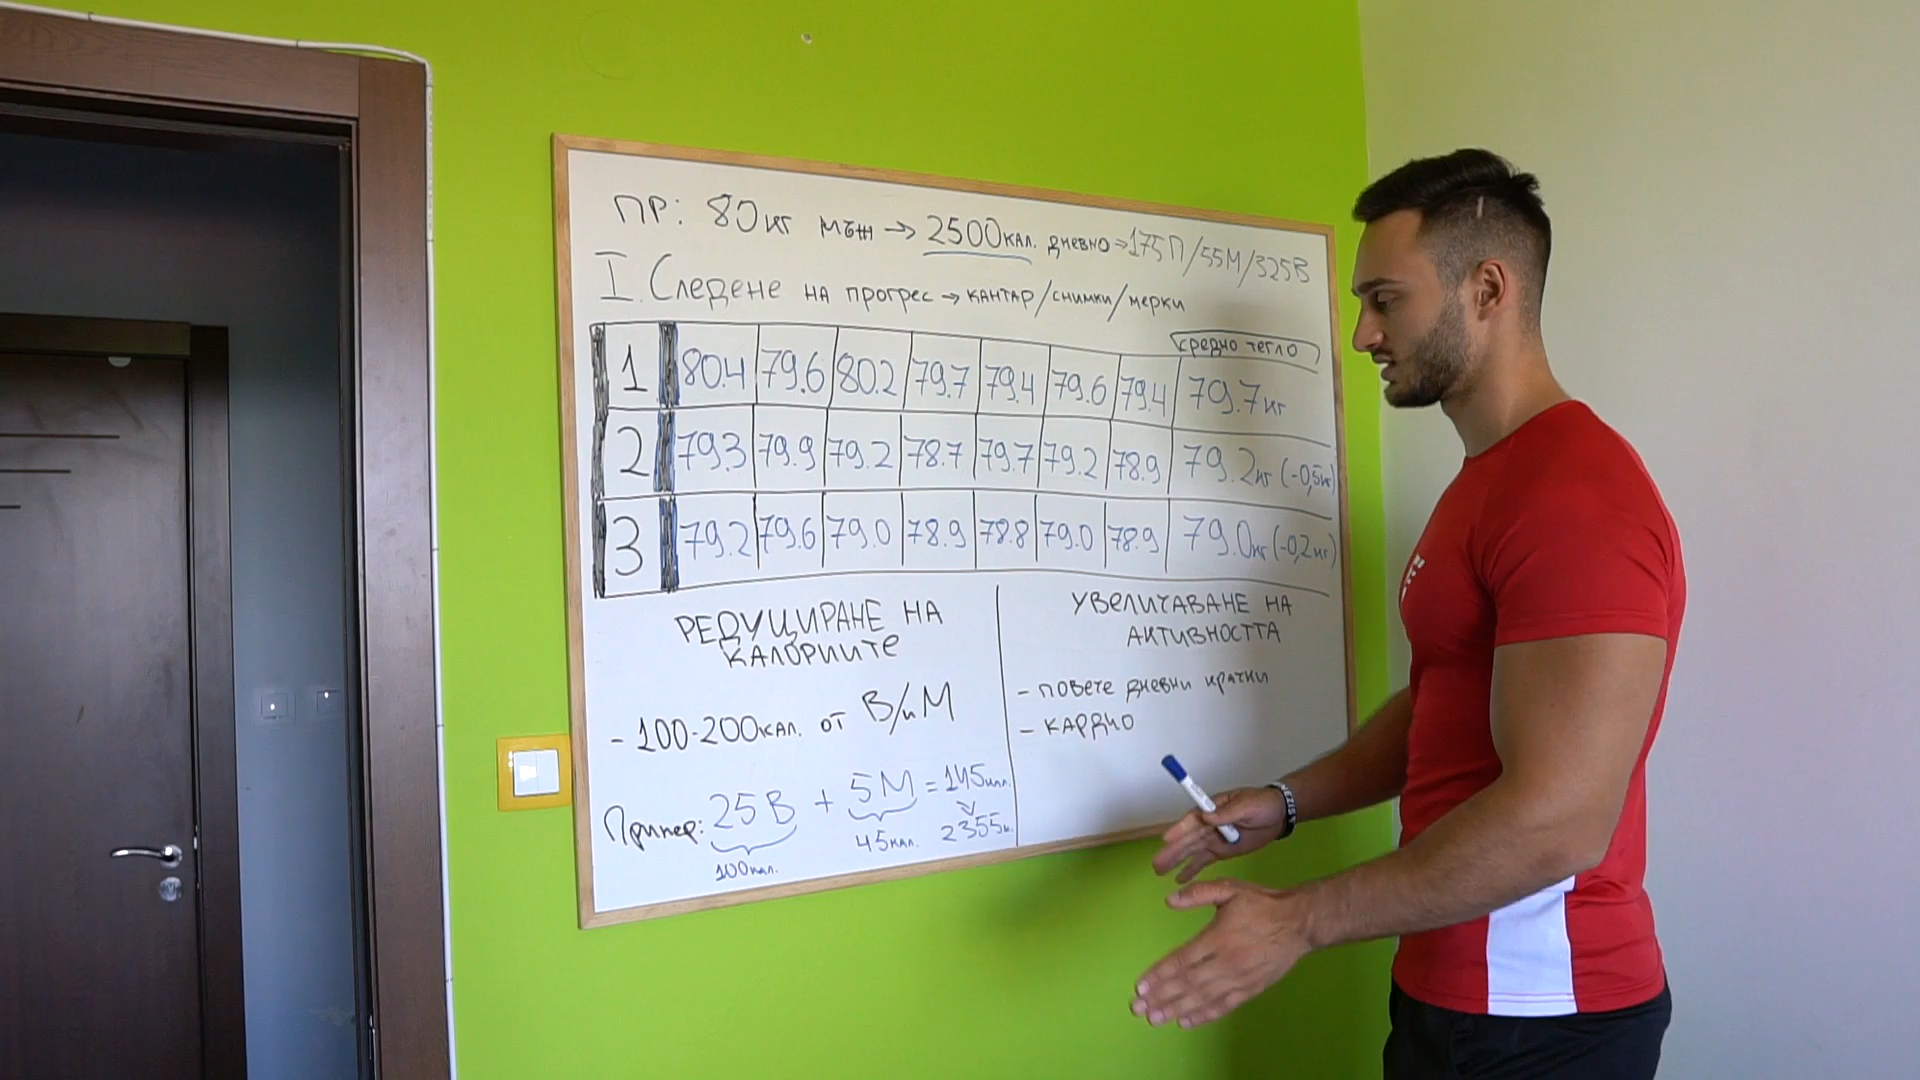 ПР: 80кг мъж → 2500кал. дневно ⇒ 175П/55М/325В
I. Следене на прогрес → кантар/снимки/мерки
средно тегло
1 80.4 79.6 80.2 79.7 79.4 79.6 79.4 79.7кг
2 79.3 79.9 79.2 78.7 79.7 79.2 78.9 79.2кг (-0,5кг)
3 79.2 79.6 79.0 78.9 78.8 79.0 78.9 79.0кг (-0,2кг)
РЕДУЦИРАНЕ НА
КАЛОРИИТЕ
- 100-200кал. от В/и М
Пример: 25В + 5М = 145кал.
100кал. 45кал. 2355к.
УВЕЛИЧАВАНЕ НА
АКТИВНОСТТА
- повече дневни крачки
- кардио